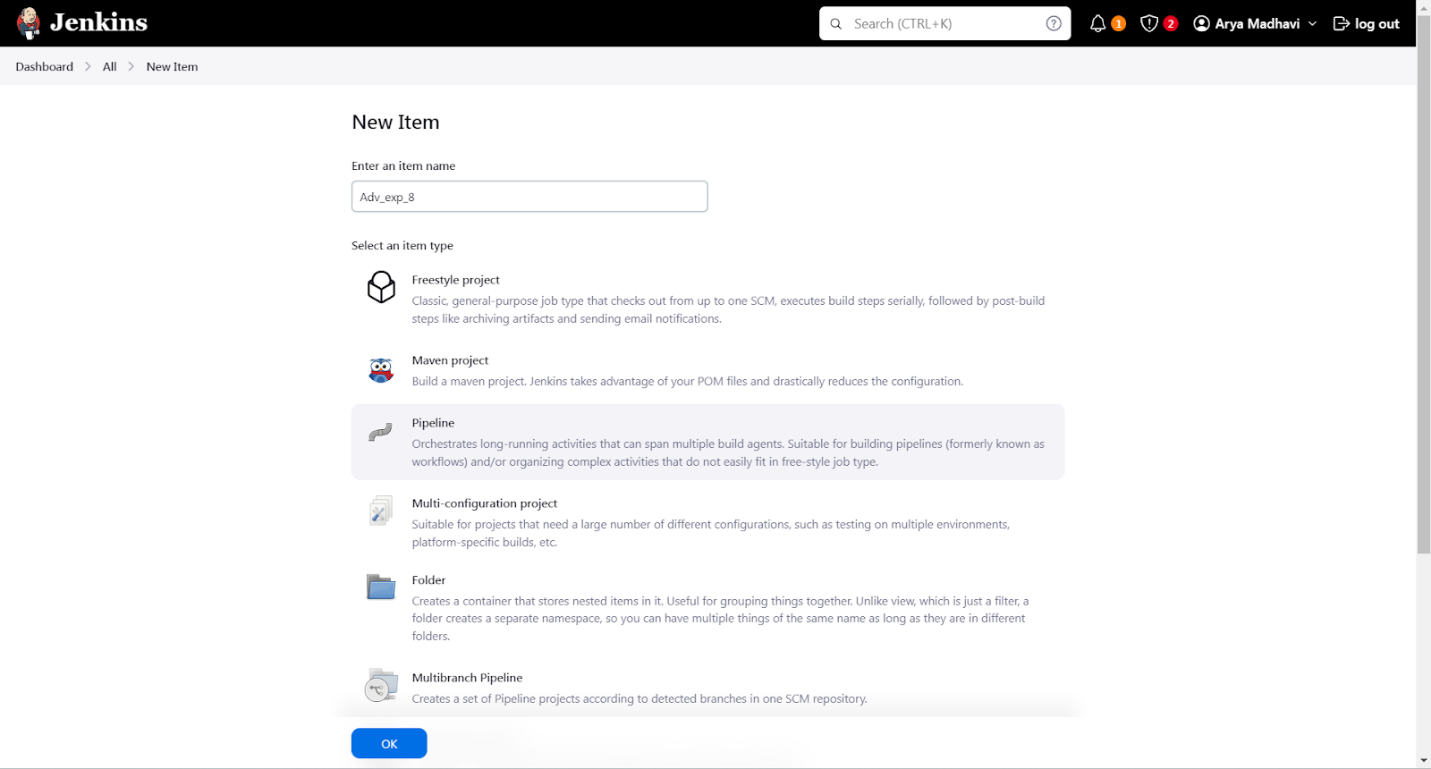 Jenkins
Search (CTRL+K)
1
2
Arya Madhavi
log out
Dashboard
All
New Item
New Item
Enter an item name
Adv_exp_8
Select an item type
Freestyle project
Classic, general-purpose job type that checks out from up to one SCM, executes build steps serially, followed by post-build
steps like archiving artifacts and sending email notifications.
Maven project
Build a maven project. Jenkins takes advantage of your POM files and drastically reduces the configuration.
Pipeline
Orchestrates long-running activities that can span multiple build agents. Suitable for building pipelines (formerly known as
workflows) and/or organizing complex activities that do not easily fit in free-style job type.
Multi-configuration project
Suitable for projects that need a large number of different configurations, such as testing on multiple environments,
platform-specific builds, etc.
Folder
Creates a container that stores nested items in it. Useful for grouping things together. Unlike view, which is just a filter, a
folder creates a separate namespace, so you can have multiple things of the same name as long as they are in different
folders.
Multibranch Pipeline
Creates a set of Pipeline projects according to detected branches in one SCM repository.
OK